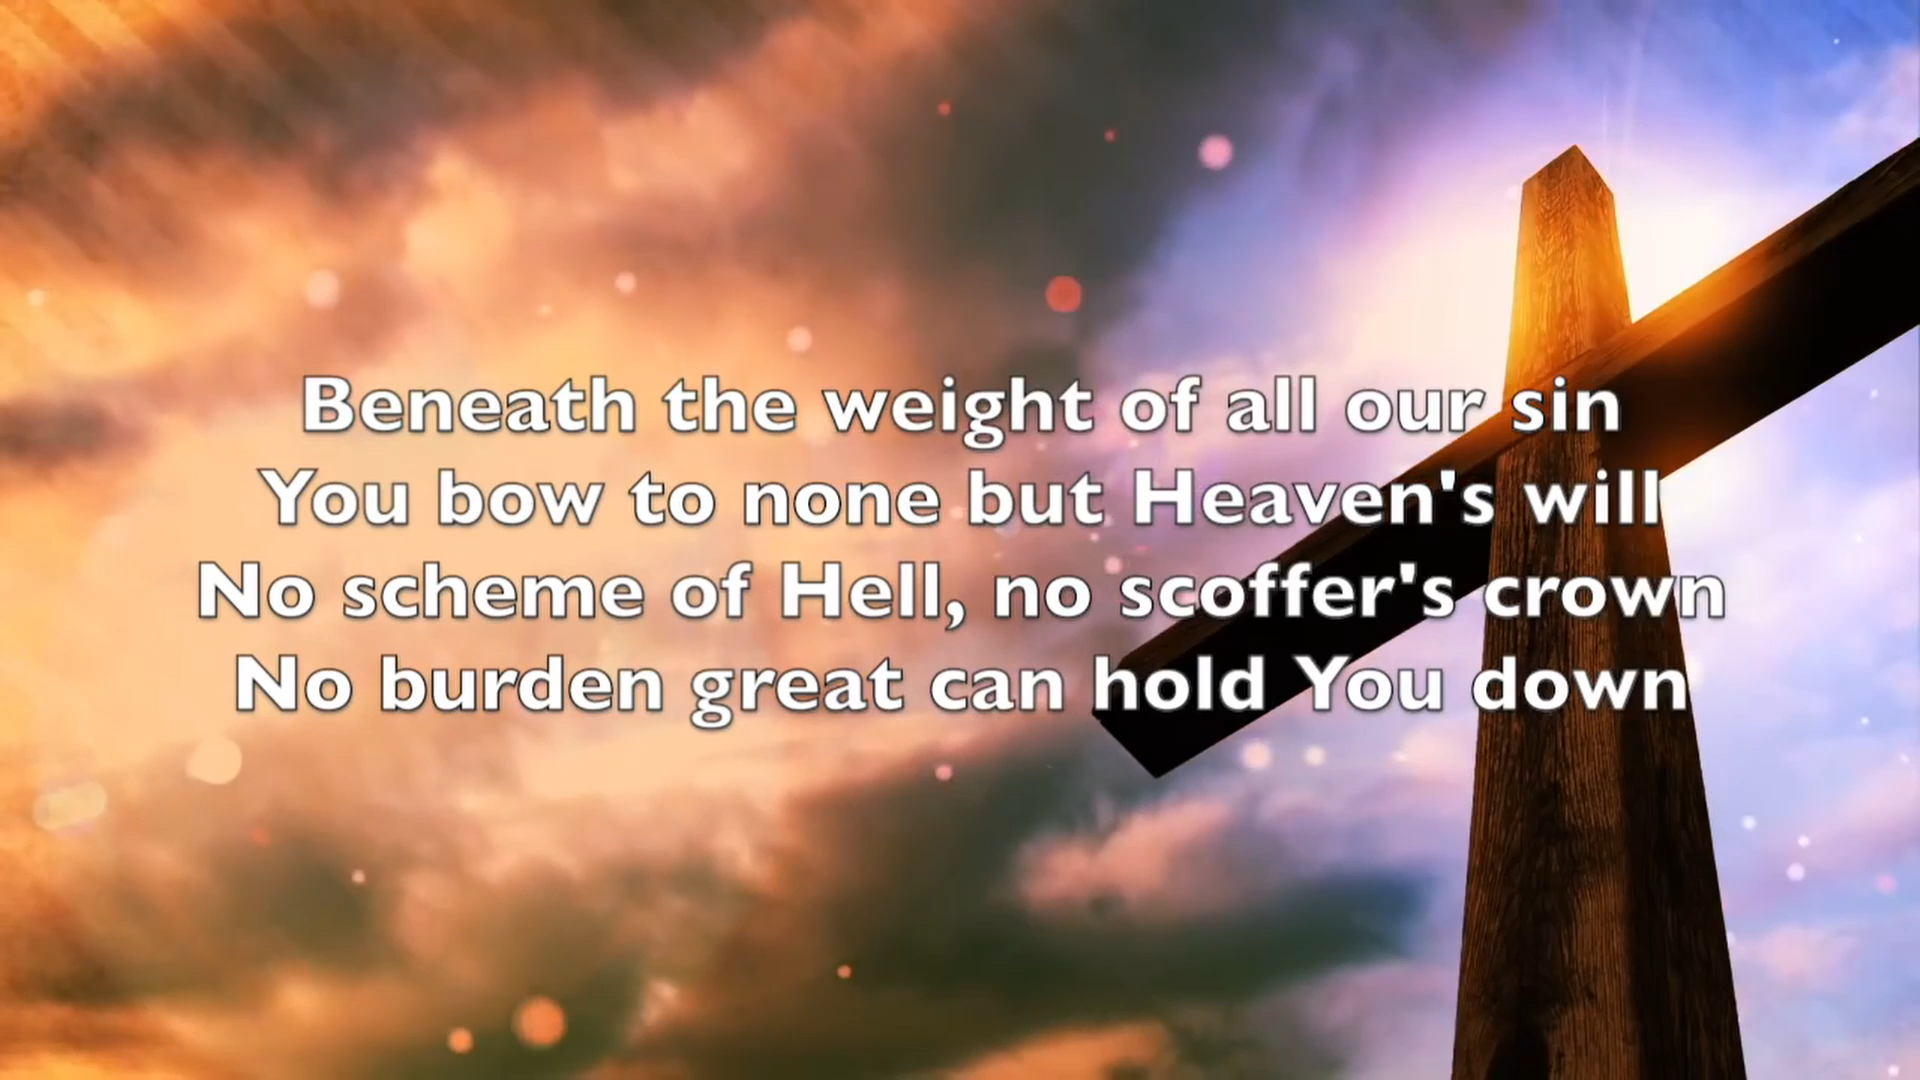 Beneath the weight of all our sin
You bow to none but Heaven's will
No scheme of Hell, no scoffer's crown
No burden great can hold You down